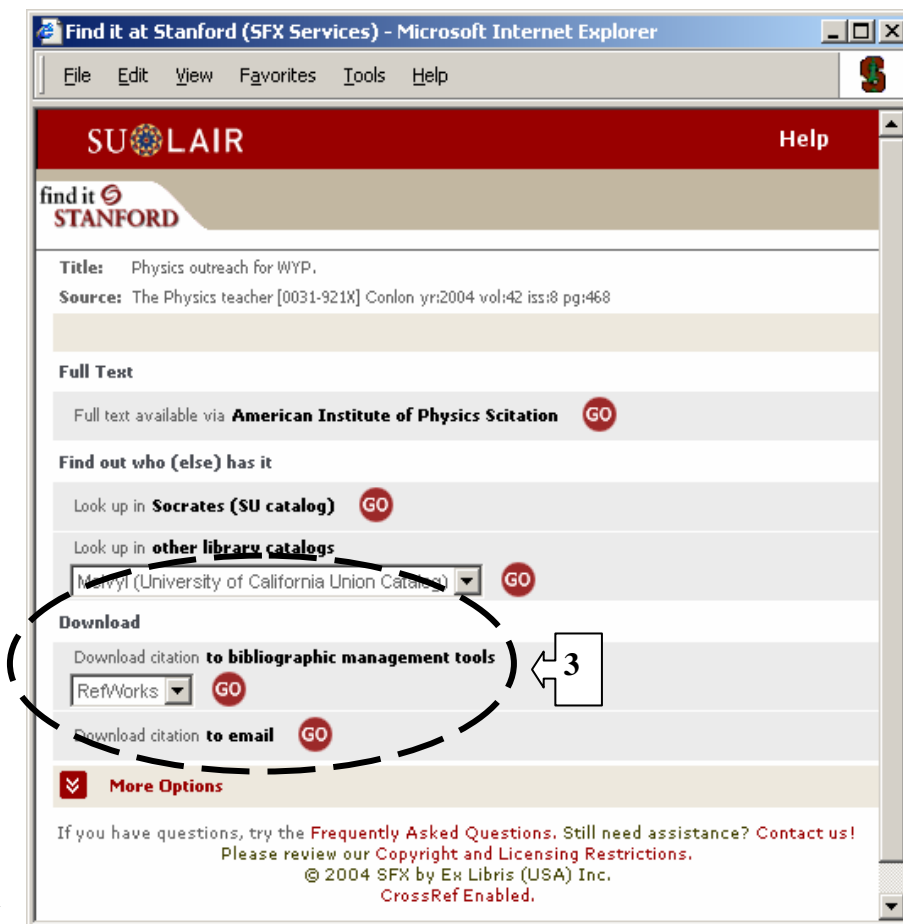 Find it at Stanford (SFX Services) - Microsoft Internet Explorer
File Edit View Favorites Tools Help
SU LAIR Help
find it
STANFORD
Title: Physics outreach for WYP.
Source: The Physics teacher [0031-921X] Conlon yr:2004 vol:42 iss:8 pg:468
Full Text
Full text available via American Institute of Physics Scitation GO
Find out who (else) has it
Look up in Socrates (SU catalog) GO
Look up in other library catalogs
Melvyl (University of California Union Catalog) GO
Download
Download citation to bibliographic management tools
3
RefWorks GO
Download citation to email GO
More Options
If you have questions, try the Frequently Asked Questions. Still need assistance? Contact us!
Please review our Copyright and Licensing Restrictions.
© 2004 SFX by Ex Libris (USA) Inc.
CrossRef Enabled.